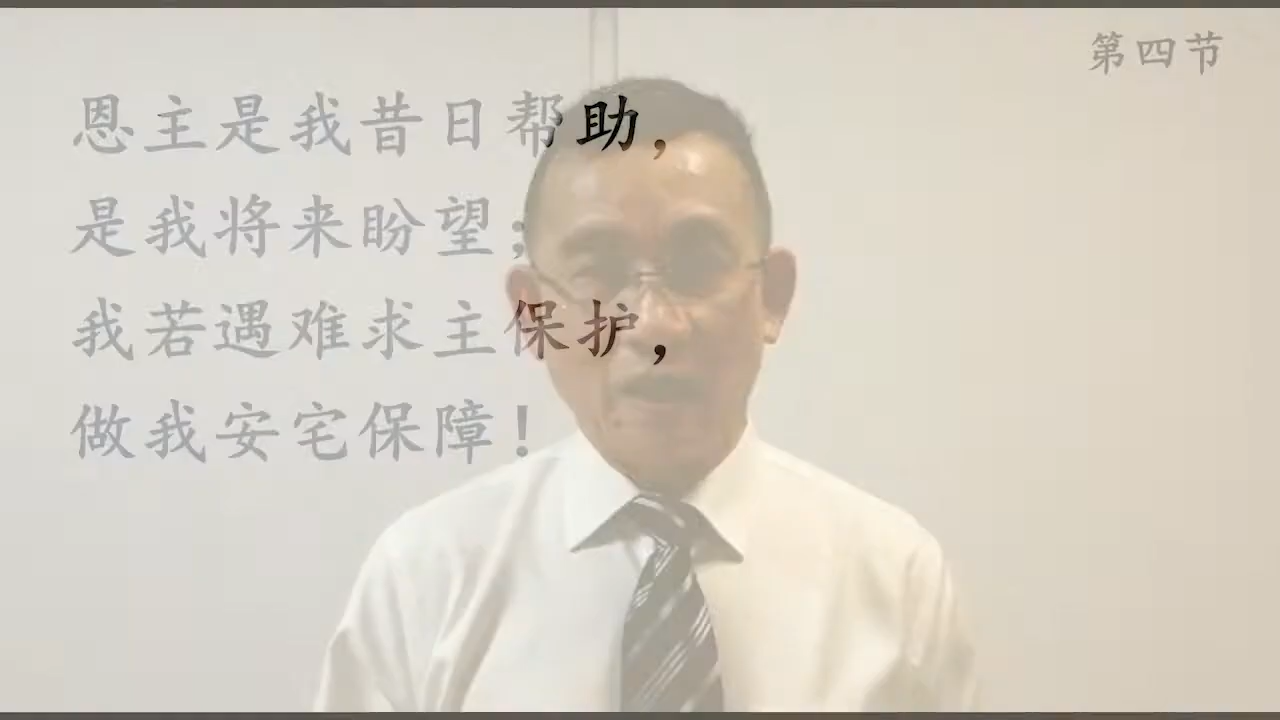 第四节
恩主是我昔日帮助，
是我将来盼望；
我若遇难求主保护，
做我安宅保障！